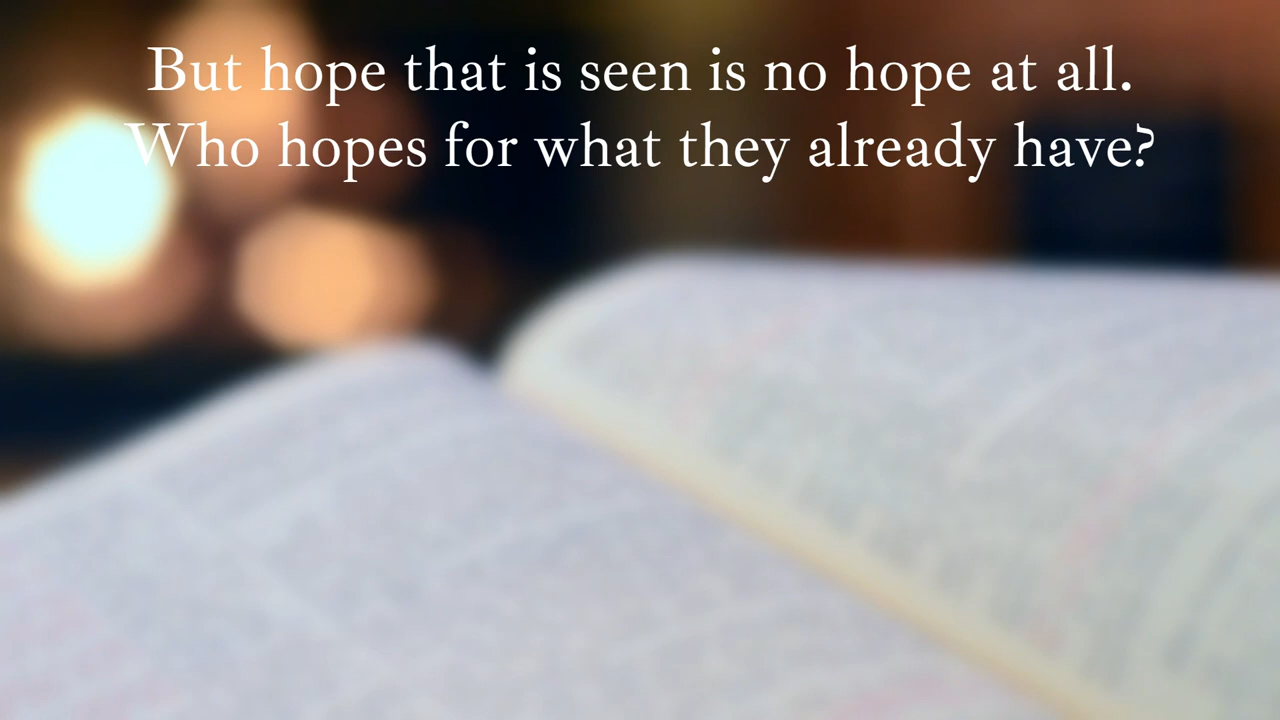 But hope that is seen is no hope at all.
Who hopes for what they already have?